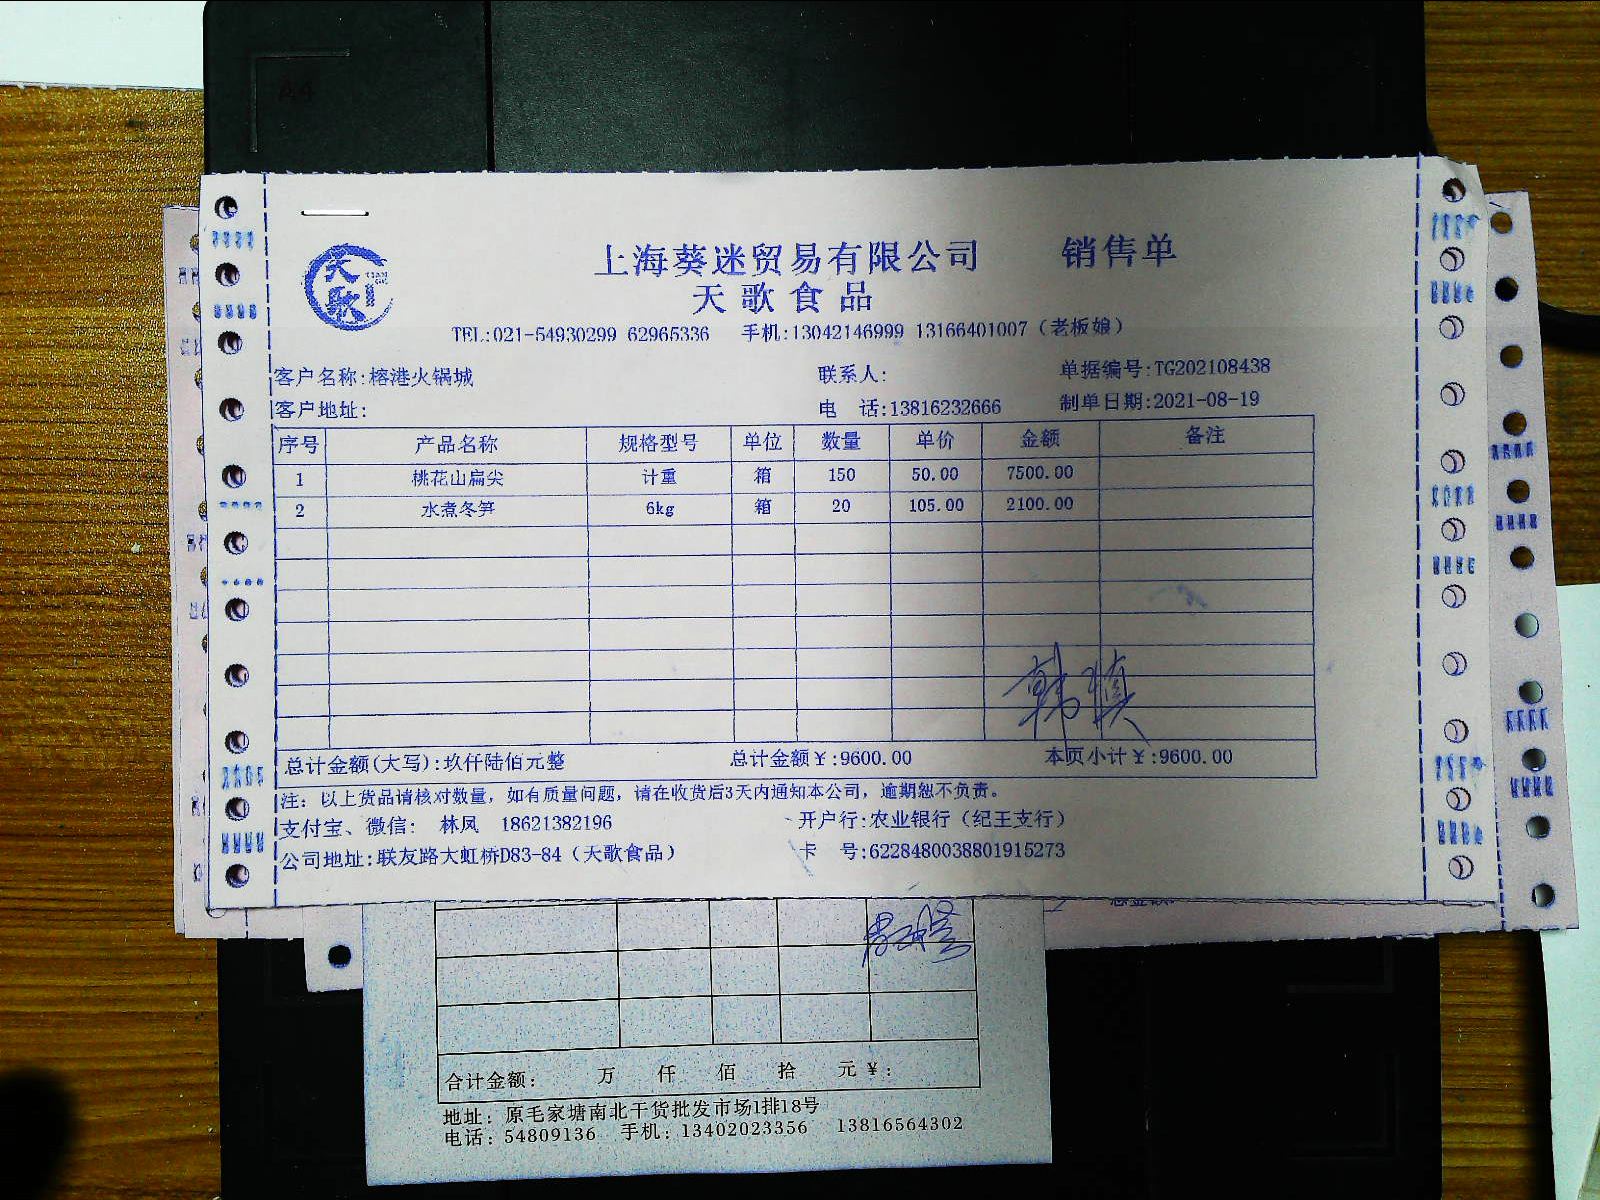 天歌
上海葵迷贸易有限公司 销售单
天歌食品
TEL:021-54930299 62965336 手机:13042146999 13166401007（老板娘）
客户名称:榕港火锅城 联系人: 单据编号:TG202108438
客户地址: 电 话:13816232666 制单日期:2021-08-19
序号 产品名称 规格型号 单位 数量 单价 金额 备注
1 桃花山扁尖 计重 箱 150 50.00 7500.00
2 水煮冬笋 6kg 箱 20 105.00 2100.00
总计金额(大写):玖仟陆佰元整 总计金额¥:9600.00 本页小计¥:9600.00
注：以上货品请核对数量，如有质量问题，请在收货后3天内通知本公司，逾期恕不负责。
支付宝、微信: 林凤 18621382196 开户行:农业银行（纪王支行）
公司地址:联友路大虹桥D83-84（天歌食品） 卡 号:6228480038801915273
合计金额: 万 仟 佰 拾 元¥:
地址：原毛家塘南北干货批发市场1排18号
电话：54809136 手机：13402023356 13816564302